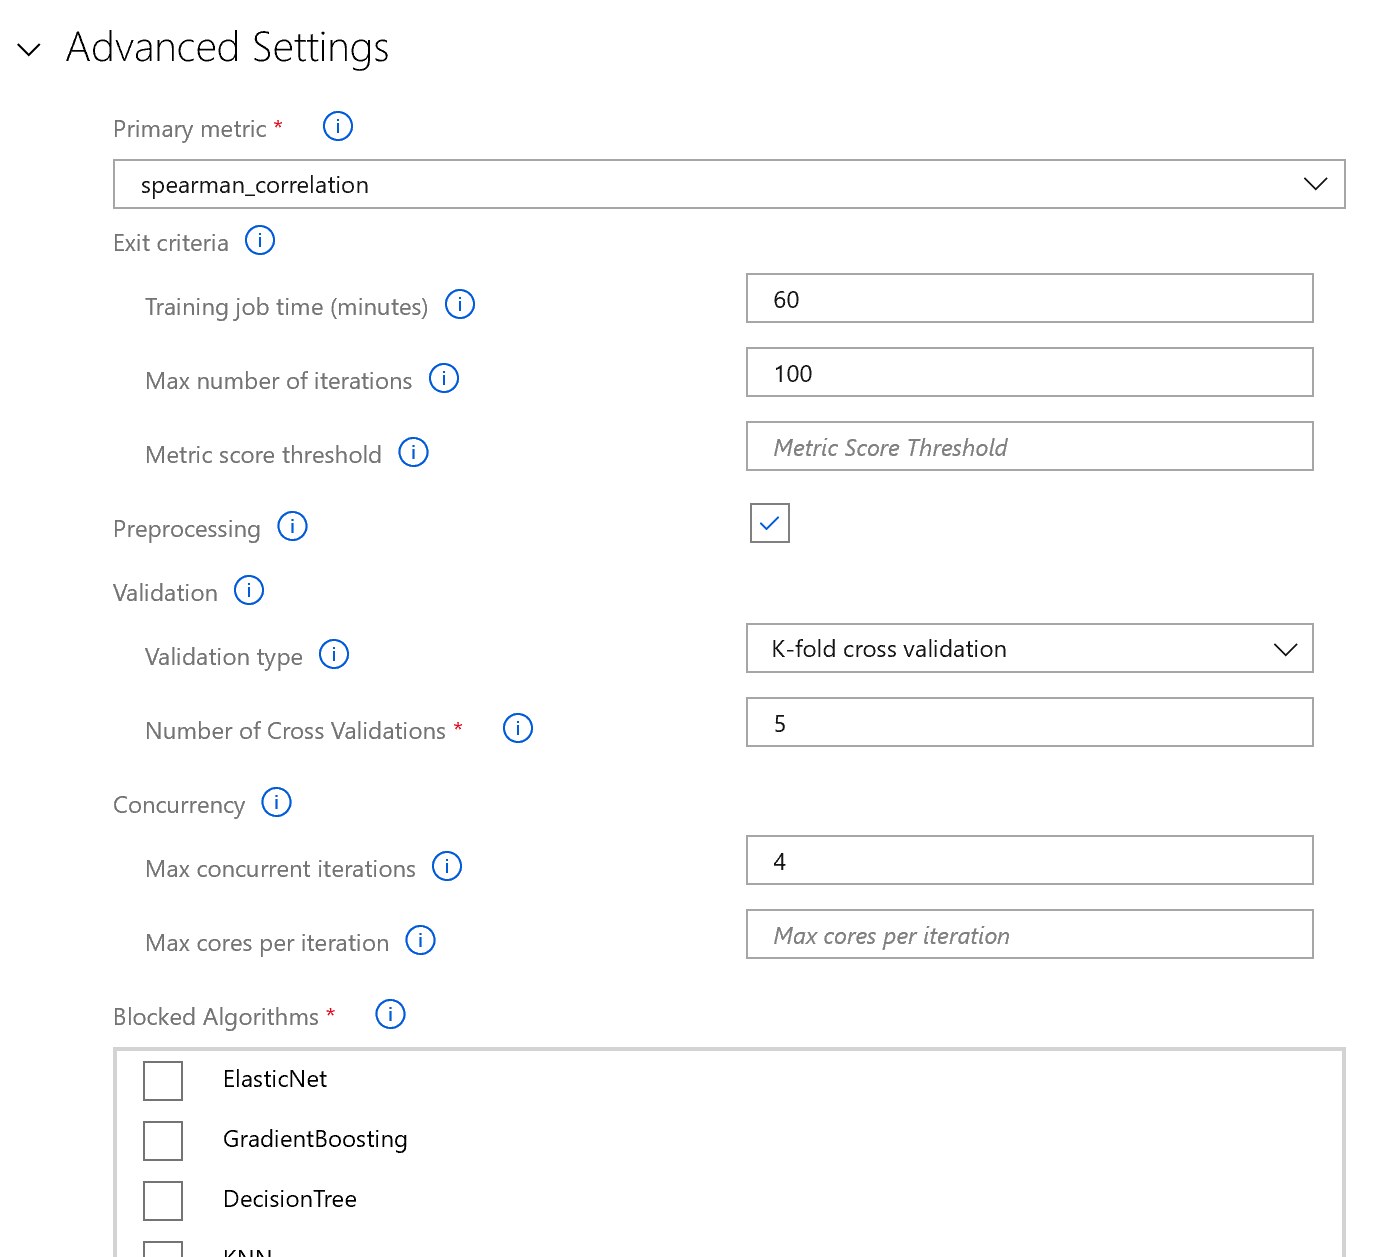 Advanced Settings
Primary metric *
spearman_correlation
Exit criteria
Training job time (minutes)
60
Max number of iterations
100
Metric score threshold
Metric Score Threshold
Preprocessing
Validation
Validation type
K-fold cross validation
Number of Cross Validations *
5
Concurrency
Max concurrent iterations
4
Max cores per iteration
Max cores per iteration
Blocked Algorithms *
ElasticNet
GradientBoosting
DecisionTree
KNN